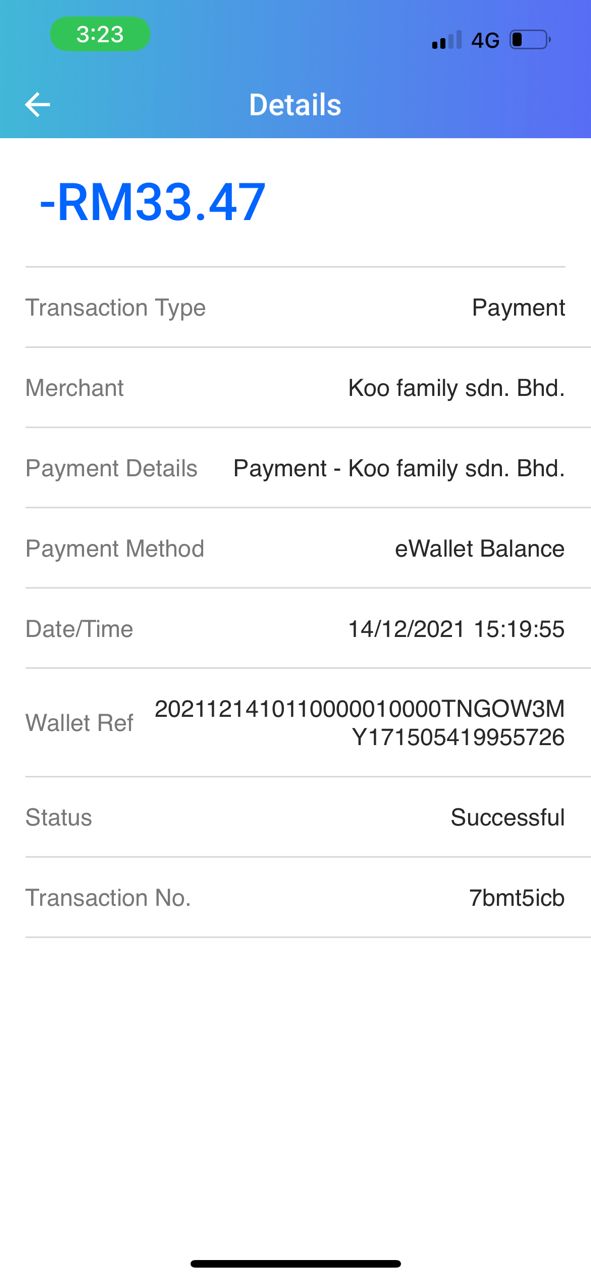 3:23
4G
Details
-RM33.47
Transaction Type Payment
Merchant Koo family sdn. Bhd.
Payment Details Payment - Koo family sdn. Bhd.
Payment Method eWallet Balance
Date/Time 14/12/2021 15:19:55
Wallet Ref 2021121410110000010000TNGOW3M
Y171505419955726
Status Successful
Transaction No. 7bmt5icb